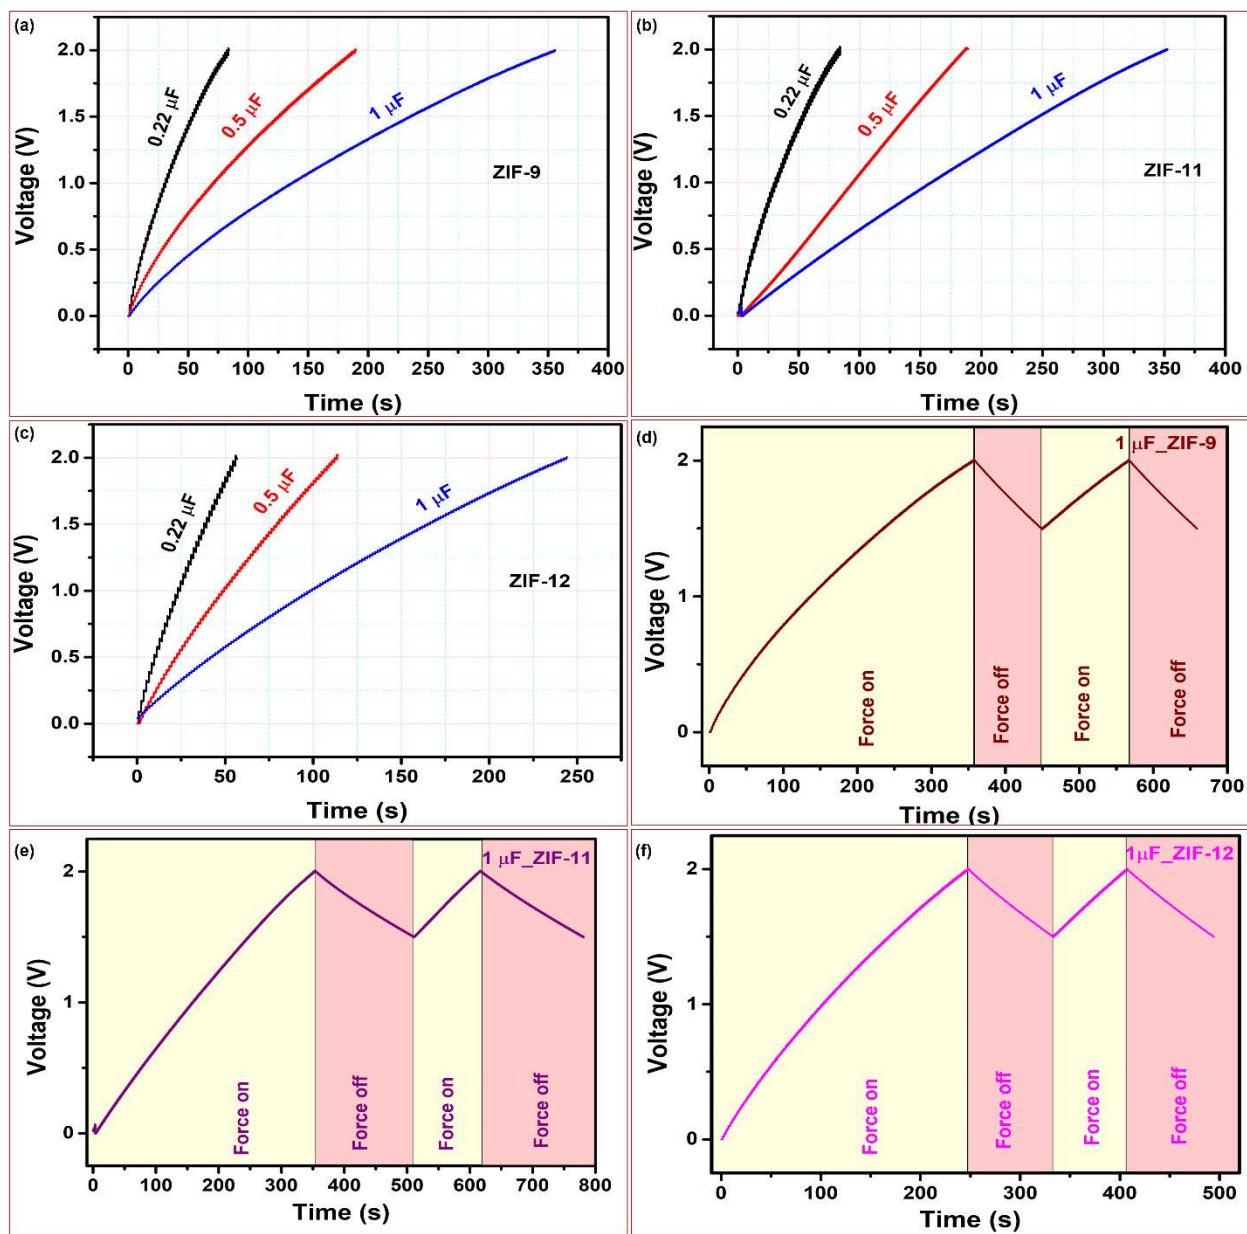 (a)
2.0
1.5
1.0
0.5
0.0
Voltage (V)
0.22 μF
0.5 μF
1 μF
ZIF-9
0 50 100 150 200 250 300 350 400
Time (s)
(b)
2.0
1.5
1.0
0.5
0.0
Voltage (V)
0.22 μF
0.5 μF
1 μF
ZIF-11
0 50 100 150 200 250 300 350 400
Time (s)
(c)
2.0
1.5
1.0
0.5
0.0
Voltage (V)
0.22 μF
0.5 μF
1 μF
ZIF-12
0 50 100 150 200 250
Time (s)
(d)
1 μF_ZIF-9
2
1
0
Voltage (V)
Force on
Force off
Force on
Force off
0 100 200 300 400 500 600 700
Time (s)
(e)
1 μF_ZIF-11
2
1
0
Voltage (V)
Force on
Force off
Force on
Force off
0 100 200 300 400 500 600 700 800
Time (s)
(f)
1μF_ZIF-12
2
1
0
Voltage (V)
Force on
Force off
Force on
Force off
0 100 200 300 400 500
Time (s)